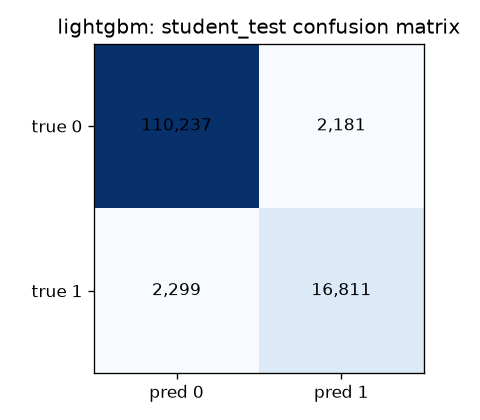 lightgbm: student_test confusion matrix
true 0
110,237
2,181
true 1
2,299
16,811
pred 0
pred 1